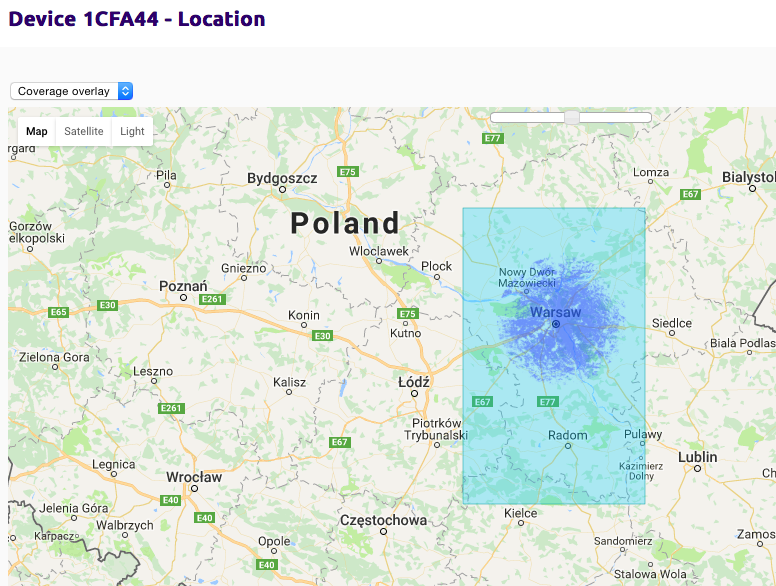 Device 1CFA44 - Location
Coverage overlay
Map
Satellite
Light
E77
rgard
Pila
Bydgoszcz
E75
Lomza
Bialystol
E67
Gorzów
elkopolski
Poland
Wloclawek
Gniezno
Plock
Nowy Dwór
Mazowiecki
Poznań
E261
E30
E65
Konin
E75
Warsaw
Siedlce
Kutno
E30
Biala Podlas
Zielona Gora
Leszno
Kalisz
Łódź
E261
E67
E77
Piotrków
Trybunalski
E67
Radom
Pulawy
Lublin
Kazimierz
Dolny
Legnica
Wrocław
E40
Ch
Jelenia Góra
E40
Częstochowa
Kielce
Walbrzych
Karpacz
Opole
E40
Sandomierz
Zamos
Stalowa Wola